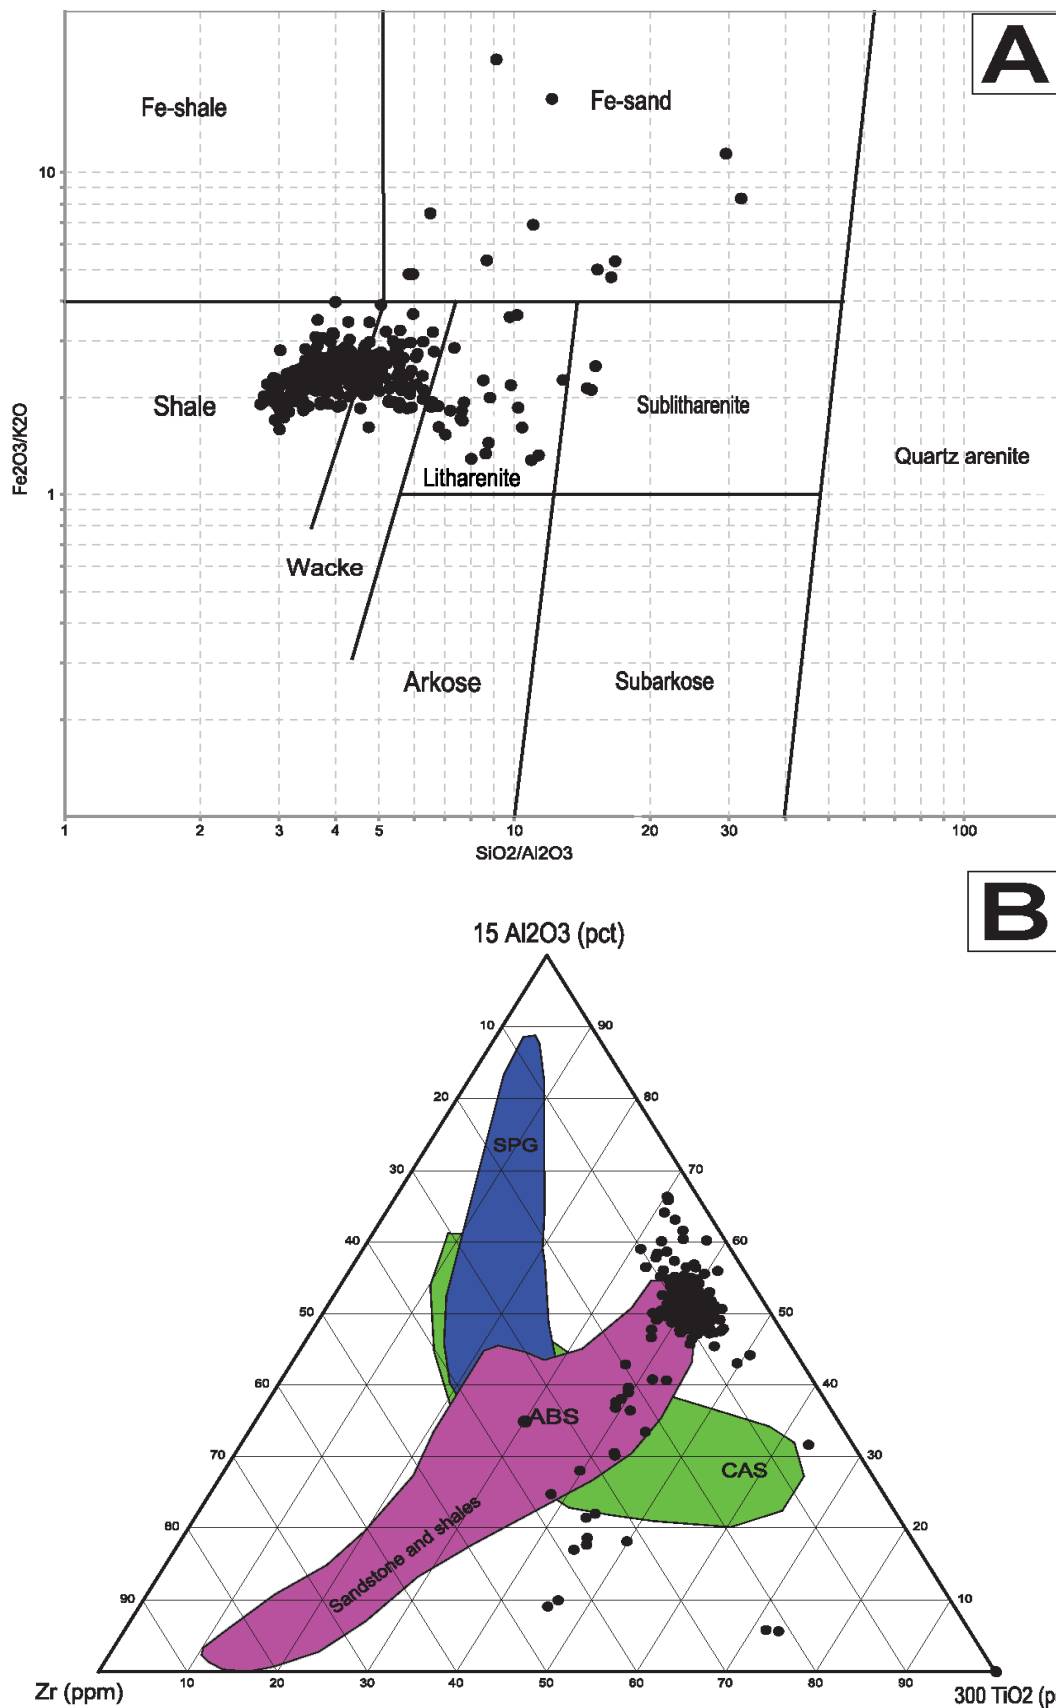 A
Fe-shale
Fe-sand
10
Shale
Sublitharenite
Quartz arenite
Litharenite
1
Wacke
Arkose
Subarkose
Fe2O3/K2O
1 2 3 4 5 10 20 30 100
SiO2/Al2O3
B
15 Al2O3 (pct)
10 90
20 80
SPG
30 70
40 60
50 50
60 40
ABS
70 30
CAS
80 20
Sandstone and shales
90 10
10 20 30 40 50 60 70 80 90
Zr (ppm)
300 TiO2 (p